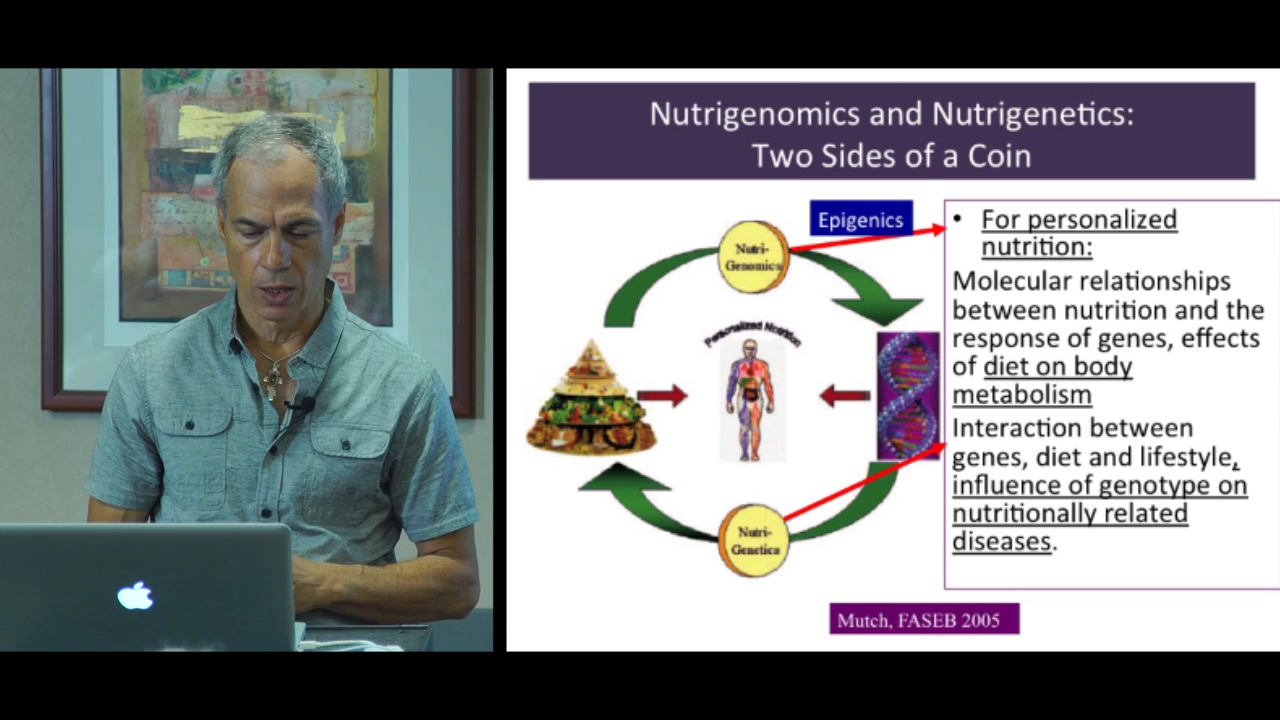 Nutrigenomics and Nutrigenetics:
Two Sides of a Coin
Epigenics
Nutri-
Genomics
Personalized Nutrition
Nutri-
Genetics
• For personalized
nutrition:
Molecular relationships
between nutrition and the
response of genes, effects
of diet on body
metabolism
Interaction between
genes, diet and lifestyle,
influence of genotype on
nutritionally related
diseases.
Mutch, FASEB 2005